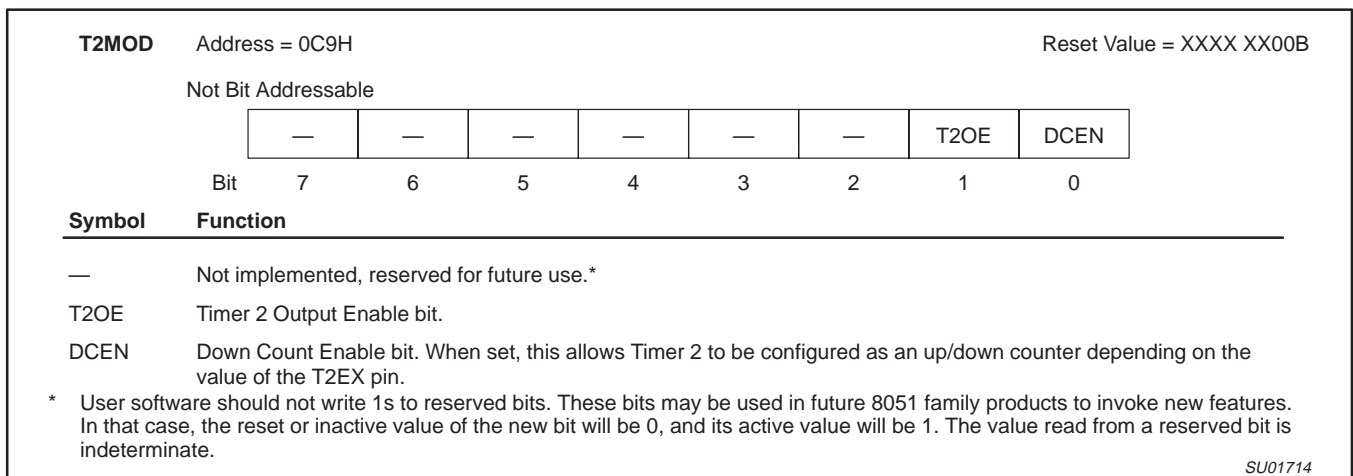 T2MOD Address = 0C9H Reset Value = XXXX XX00B
Not Bit Addressable
— — — — — — T2OE DCEN
Bit 7 6 5 4 3 2 1 0
Symbol Function
— Not implemented, reserved for future use.*
T2OE Timer 2 Output Enable bit.
DCEN Down Count Enable bit. When set, this allows Timer 2 to be configured as an up/down counter depending on the
value of the T2EX pin.
* User software should not write 1s to reserved bits. These bits may be used in future 8051 family products to invoke new features.
In that case, the reset or inactive value of the new bit will be 0, and its active value will be 1. The value read from a reserved bit is
indeterminate.
SU01714